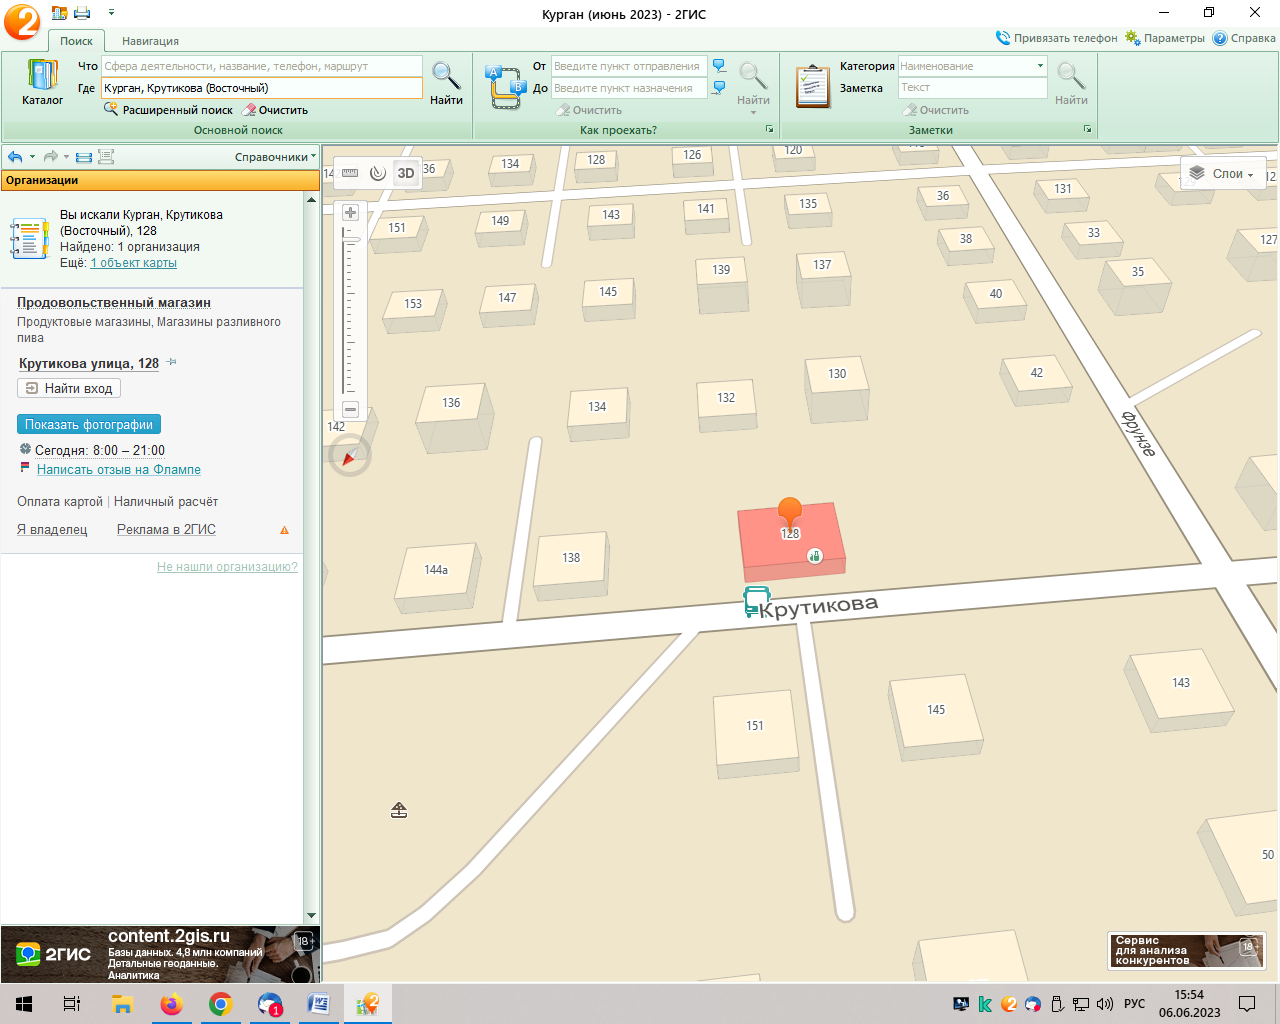 Курган (июнь 2023) - 2ГИС
Поиск
Навигация
Привязать телефон
Параметры
Справка
Каталог
Что
Сфера деятельности, название, телефон, маршрут
Где
Курган, Крутикова (Восточный)
Расширенный поиск
Очистить
Найти
Основной поиск
От
Введите пункт отправления
До
Введите пункт назначения
Очистить
Найти
Как проехать?
Категория
Наименование
Заметка
Текст
Очистить
Найти
Заметки
Справочники
Организации
Вы искали Курган, Крутикова
(Восточный), 128
Найдено: 1 организация
Ещё: 1 объект карты
Продовольственный магазин
Продуктовые магазины, Магазины разливного
пива
Крутикова улица, 128
Найти вход
Показать фотографии
Сегодня: 8:00 – 21:00
Написать отзыв на Флампе
Оплата картой | Наличный расчёт
Я владелец
Реклама в 2ГИС
Не нашли организацию?
2ГИС
content.2gis.ru
Базы данных. 4,8 млн компаний
Детальные геоданные.
Аналитика
18+
3D
Слои
36
134
128
126
120
131
151
149
143
141
135
36
38
33
127
153
147
145
139
137
40
35
136
134
132
130
42
142
Фрунзе
144а
138
128
Крутикова
151
145
143
50
Сервис
для анализа
конкурентов
18+
1
РУС
15:54
06.06.2023